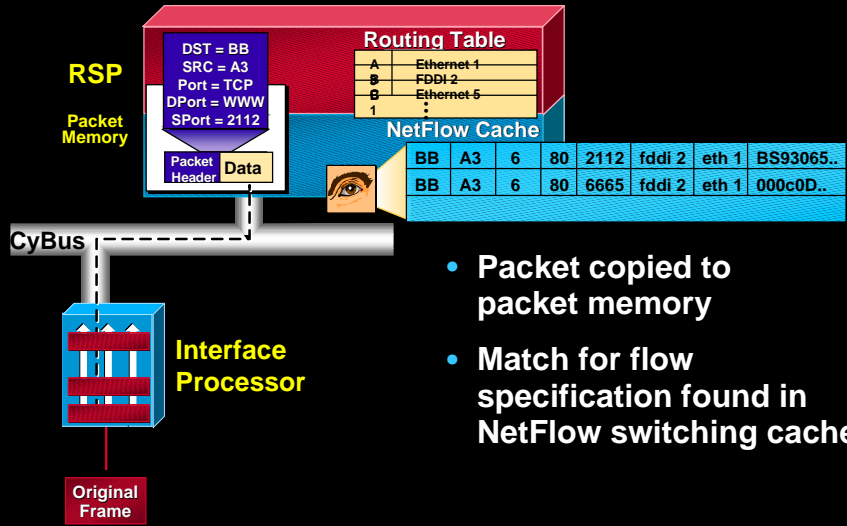 RSP
Packet
Memory
DST = BB
SRC = A3
Port = TCP
DPort = WWW
SPort = 2112
Packet
Header
Data
Routing Table
A Ethernet 1
B FDDI 2
C Ethernet 5
1
NetFlow Cache
BB A3 6 80 2112 fddi 2 eth 1 BS93065..
BB A3 6 80 6665 fddi 2 eth 1 000c0D..
CyBus
Interface
Processor
Original
Frame
• Packet copied to
packet memory
• Match for flow
specification found in
NetFlow switching cache